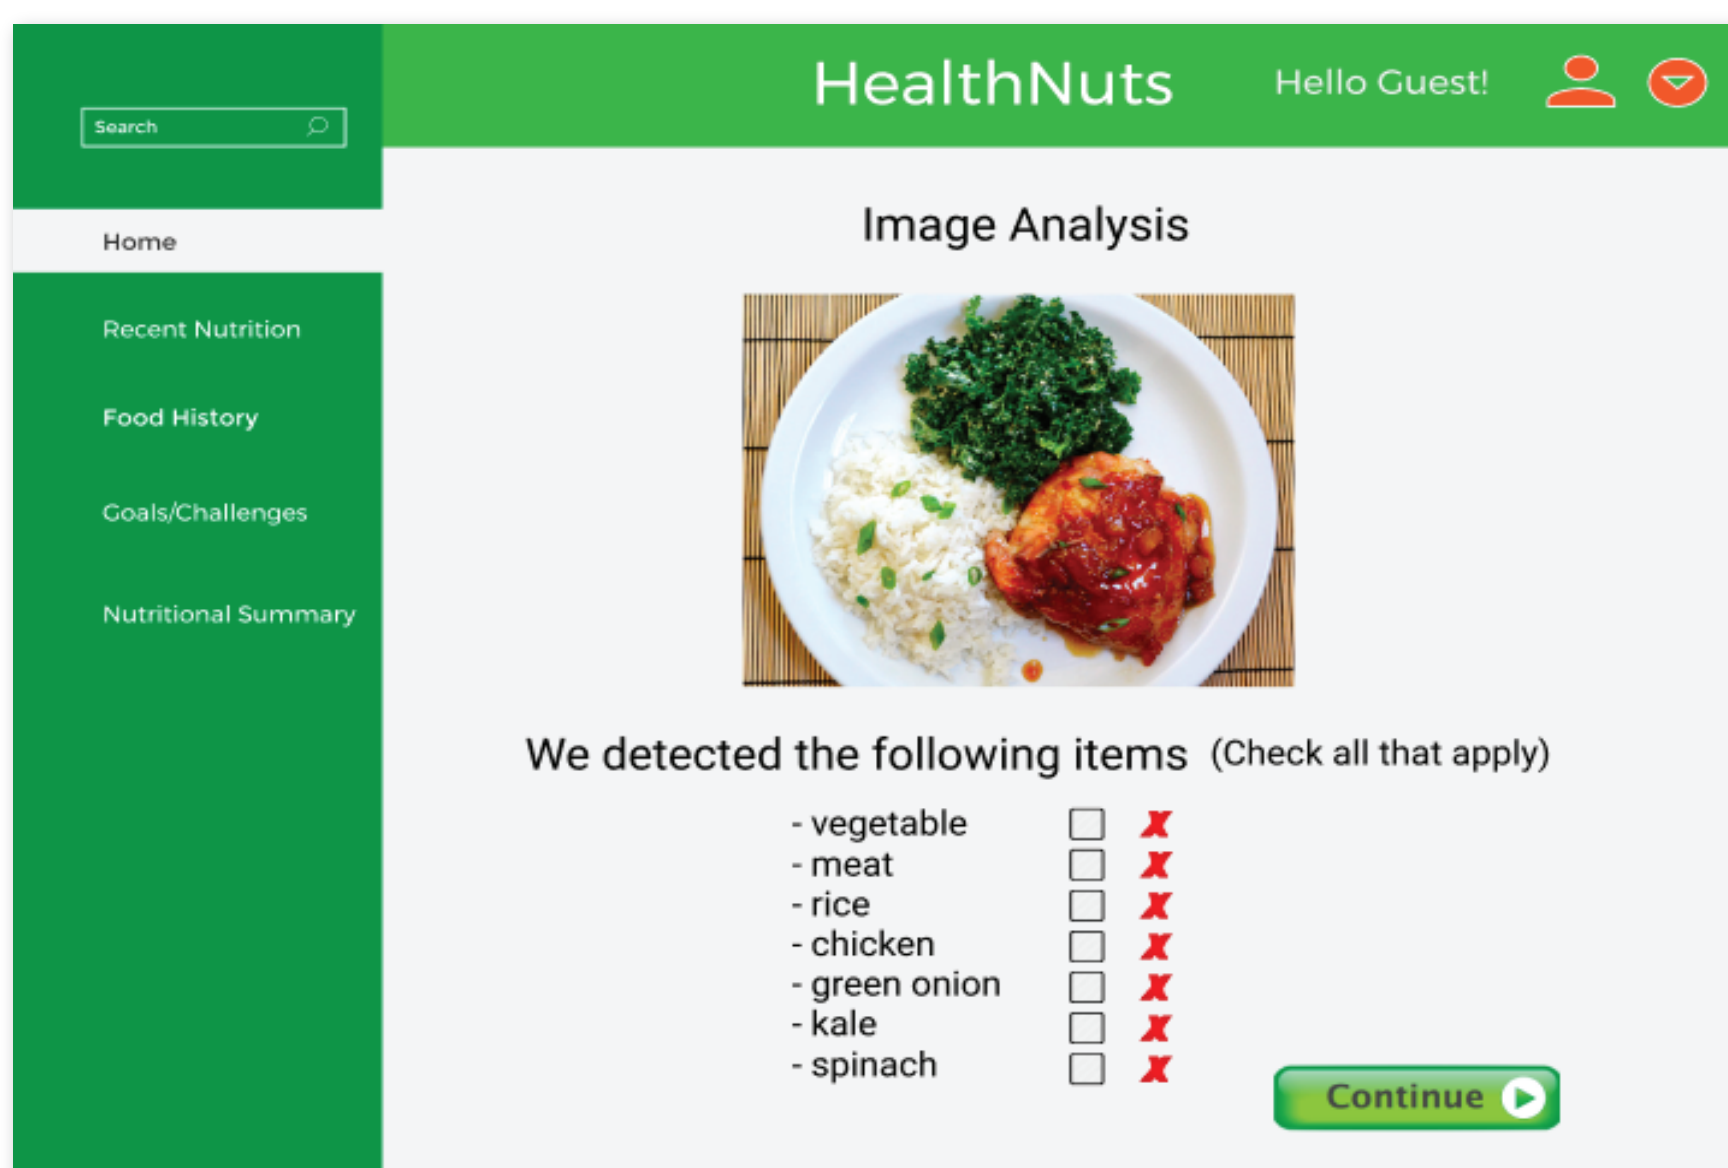 HealthNuts
Hello Guest!
Search
Home
Recent Nutrition
Food History
Goals/Challenges
Nutritional Summary
Image Analysis
We detected the following items (Check all that apply)
- vegetable
- meat
- rice
- chicken
- green onion
- kale
- spinach
Continue